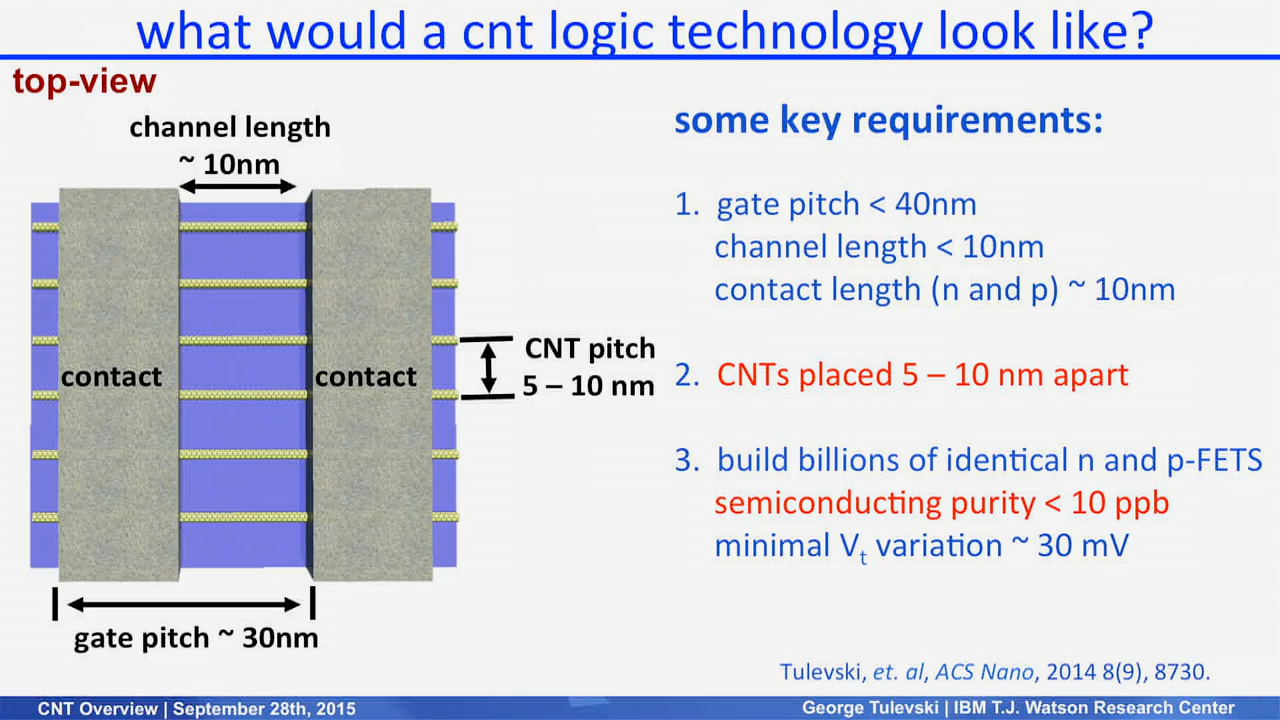 what would a cnt logic technology look like?
top-view
channel length
~ 10nm
contact
contact
CNT pitch
5 – 10 nm
gate pitch ~ 30nm
some key requirements:
1. gate pitch < 40nm
channel length < 10nm
contact length (n and p) ~ 10nm
2. CNTs placed 5 – 10 nm apart
3. build billions of identical n and p-FETS
semiconducting purity < 10 ppb
minimal Vt variation ~ 30 mV
Tulevski, et. al, ACS Nano, 2014 8(9), 8730.
CNT Overview | September 28th, 2015
George Tulevski | IBM T.J. Watson Research Center